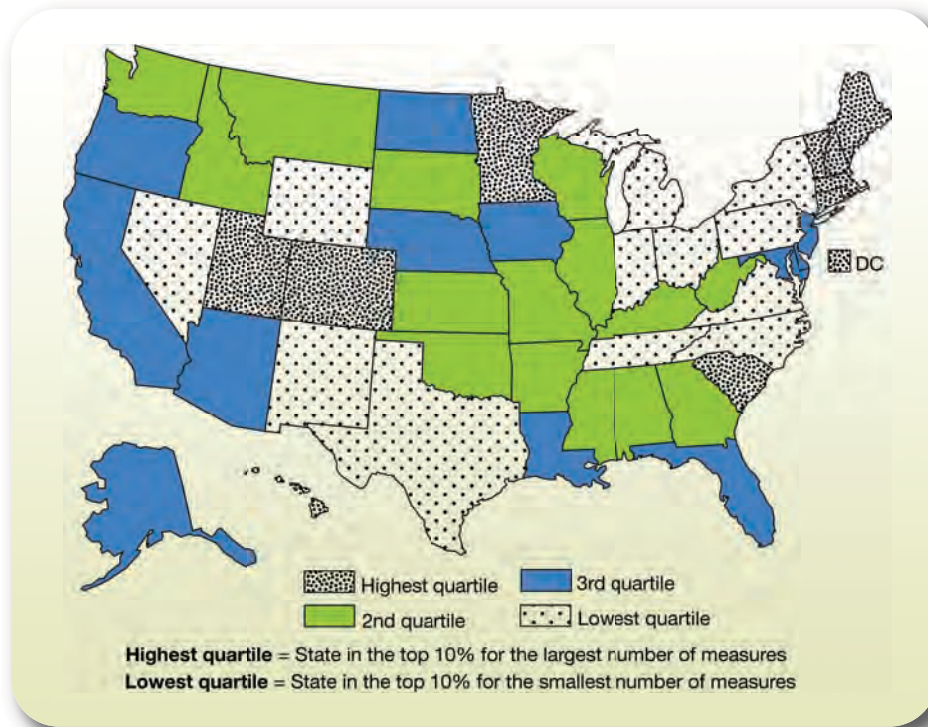 DC
Highest quartile
3rd quartile
2nd quartile
Lowest quartile
Highest quartile = State in the top 10% for the largest number of measures
Lowest quartile = State in the top 10% for the smallest number of measures